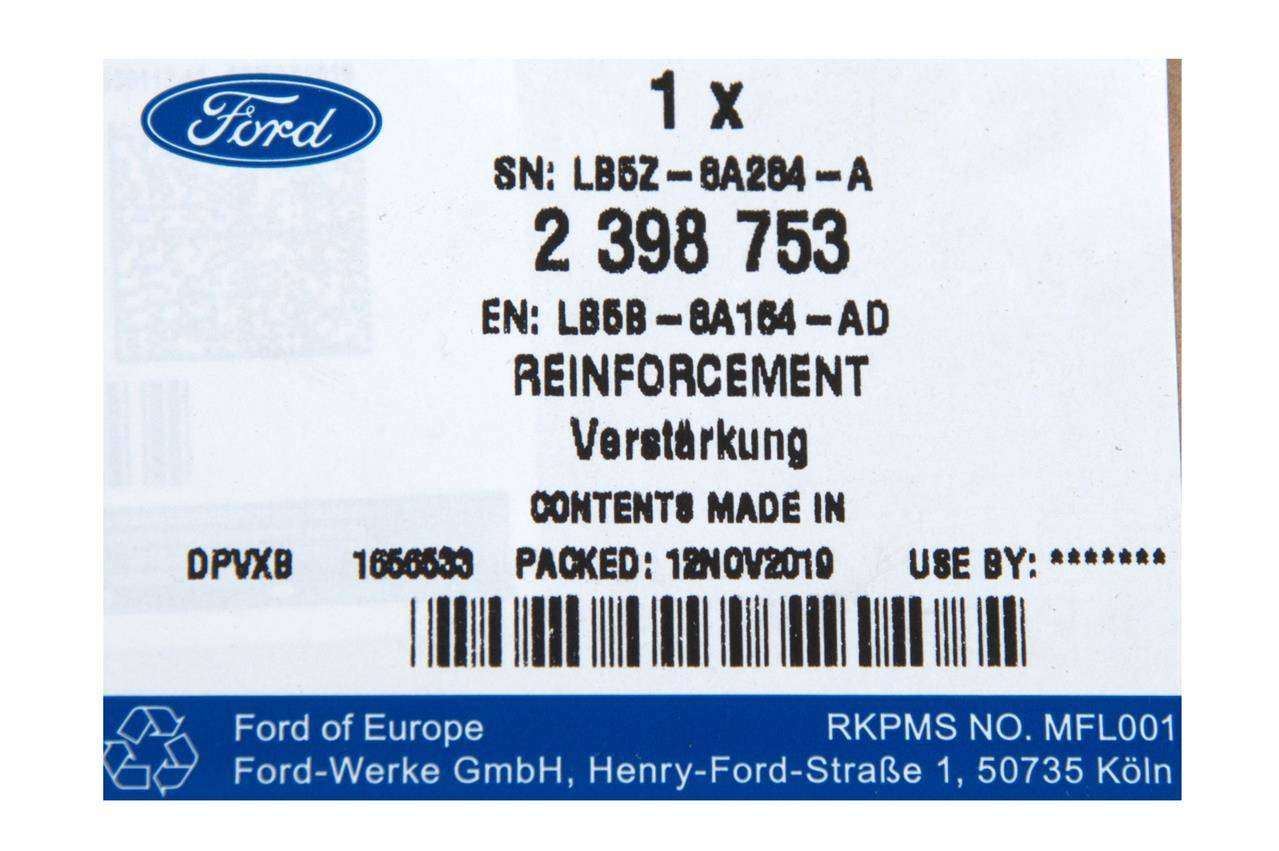 Ford
1 x
SN: LB5Z-8A284-A
2 398 753
EN: LB5B-8A164-AD
REINFORCEMENT
Verstärkung
CONTENTS MADE IN
DPVXB 1656533 PACKED: 12NOV2019 USE BY: *******
Ford of Europe RKPMS NO. MFL001
Ford-Werke GmbH, Henry-Ford-Straße 1, 50735 Köln